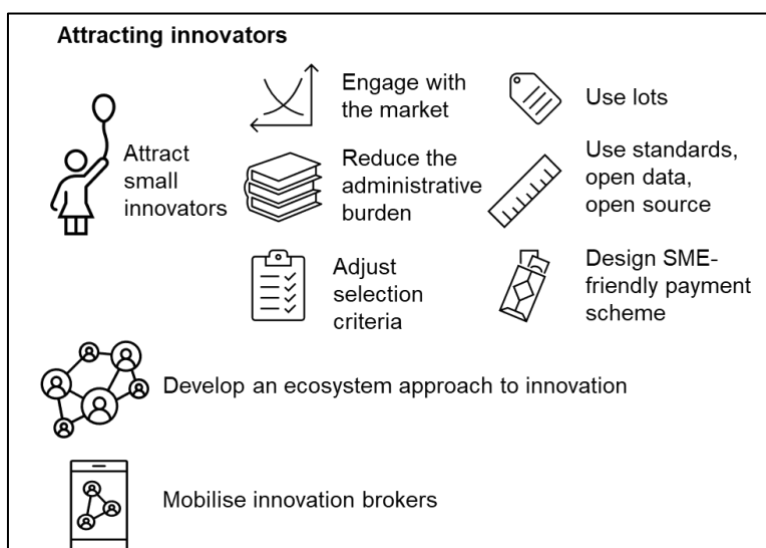 Attracting innovators
Attract
small
innovators
Engage with
the market
Reduce the
administrative
burden
Adjust
selection
criteria
Use lots
Use standards,
open data,
open source
Design SME-
friendly payment
scheme
Develop an ecosystem approach to innovation
Mobilise innovation brokers